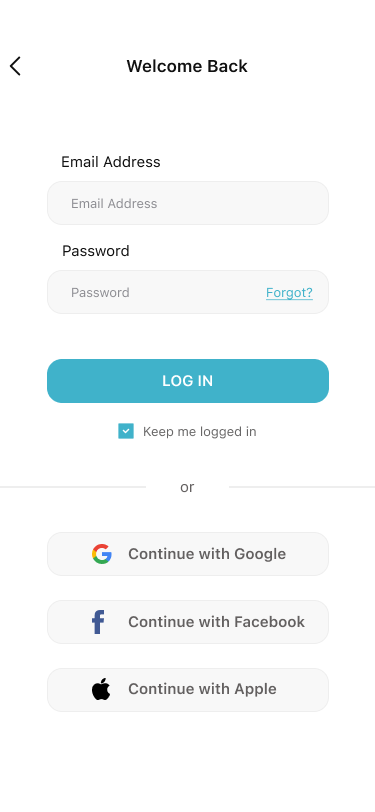 Welcome Back
Email Address
Email Address
Password
Password Forgot?
LOG IN
Keep me logged in
or
Continue with Google
Continue with Facebook
Continue with Apple